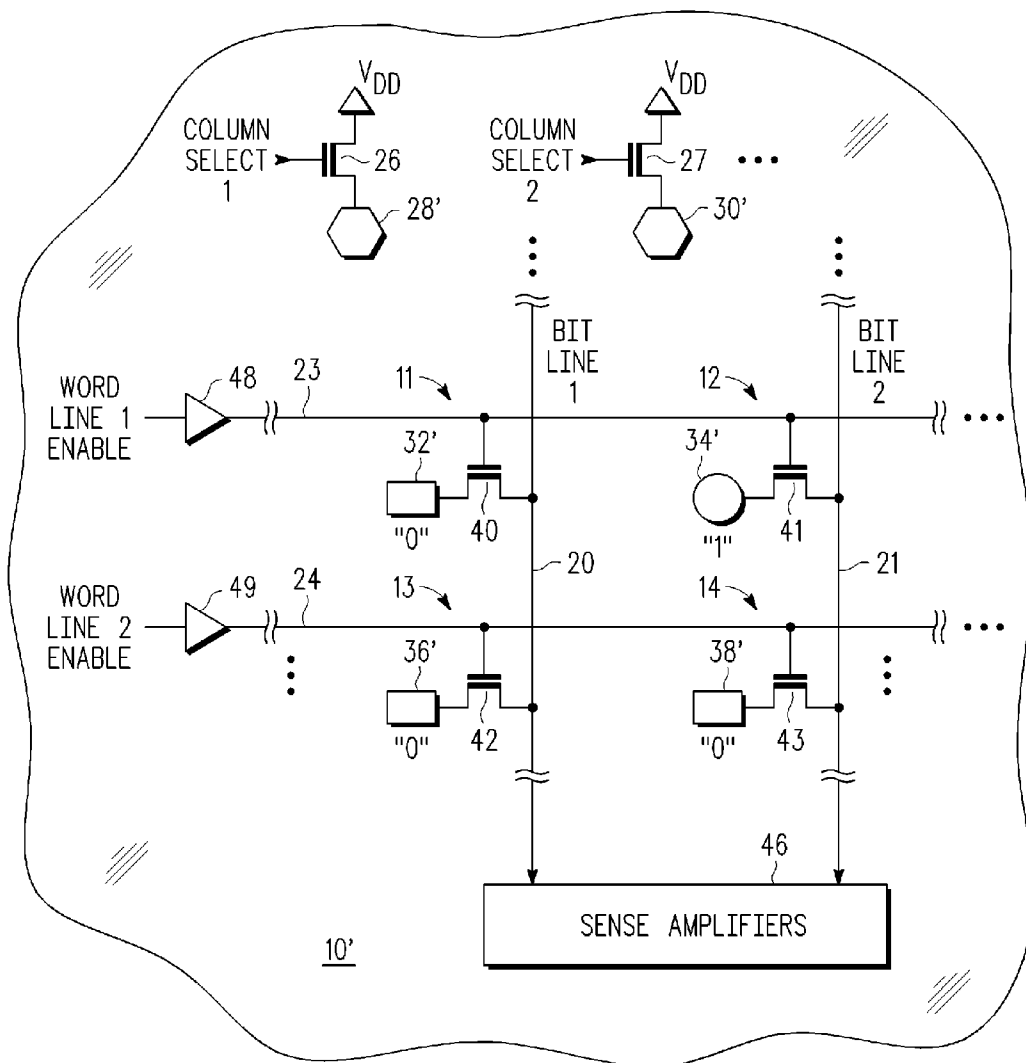 VDD VDD
COLUMN SELECT 1 26 COLUMN SELECT 2 27
28' 30'
BIT LINE 1 BIT LINE 2
WORD LINE 1 ENABLE 48 23 11 12
32' 34'
"0" 40 "1" 41
20 21
WORD LINE 2 ENABLE 49 24 13 14
36' 38'
"0" 42 "0" 43
46
SENSE AMPLIFIERS
10'